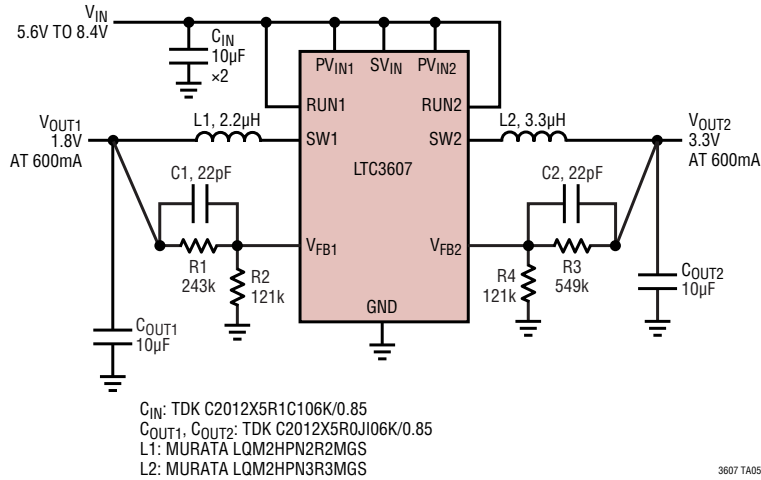 VIN
5.6V TO 8.4V
CIN
10µF
×2
PVIN1 SVIN PVIN2
RUN1 RUN2
VOUT1
1.8V
AT 600mA
L1, 2.2µH
SW1 SW2
L2, 3.3µH
VOUT2
3.3V
AT 600mA
LTC3607
C1, 22pF
C2, 22pF
VFB1 VFB2
R1
243k
R2
121k
R4
121k
R3
549k
COUT2
10µF
GND
COUT1
10µF
CIN: TDK C2012X5R1C106K/0.85
COUT1, COUT2: TDK C2012X5R0JI06K/0.85
L1: MURATA LQM2HPN2R2MGS
L2: MURATA LQM2HPN3R3MGS
3607 TA05